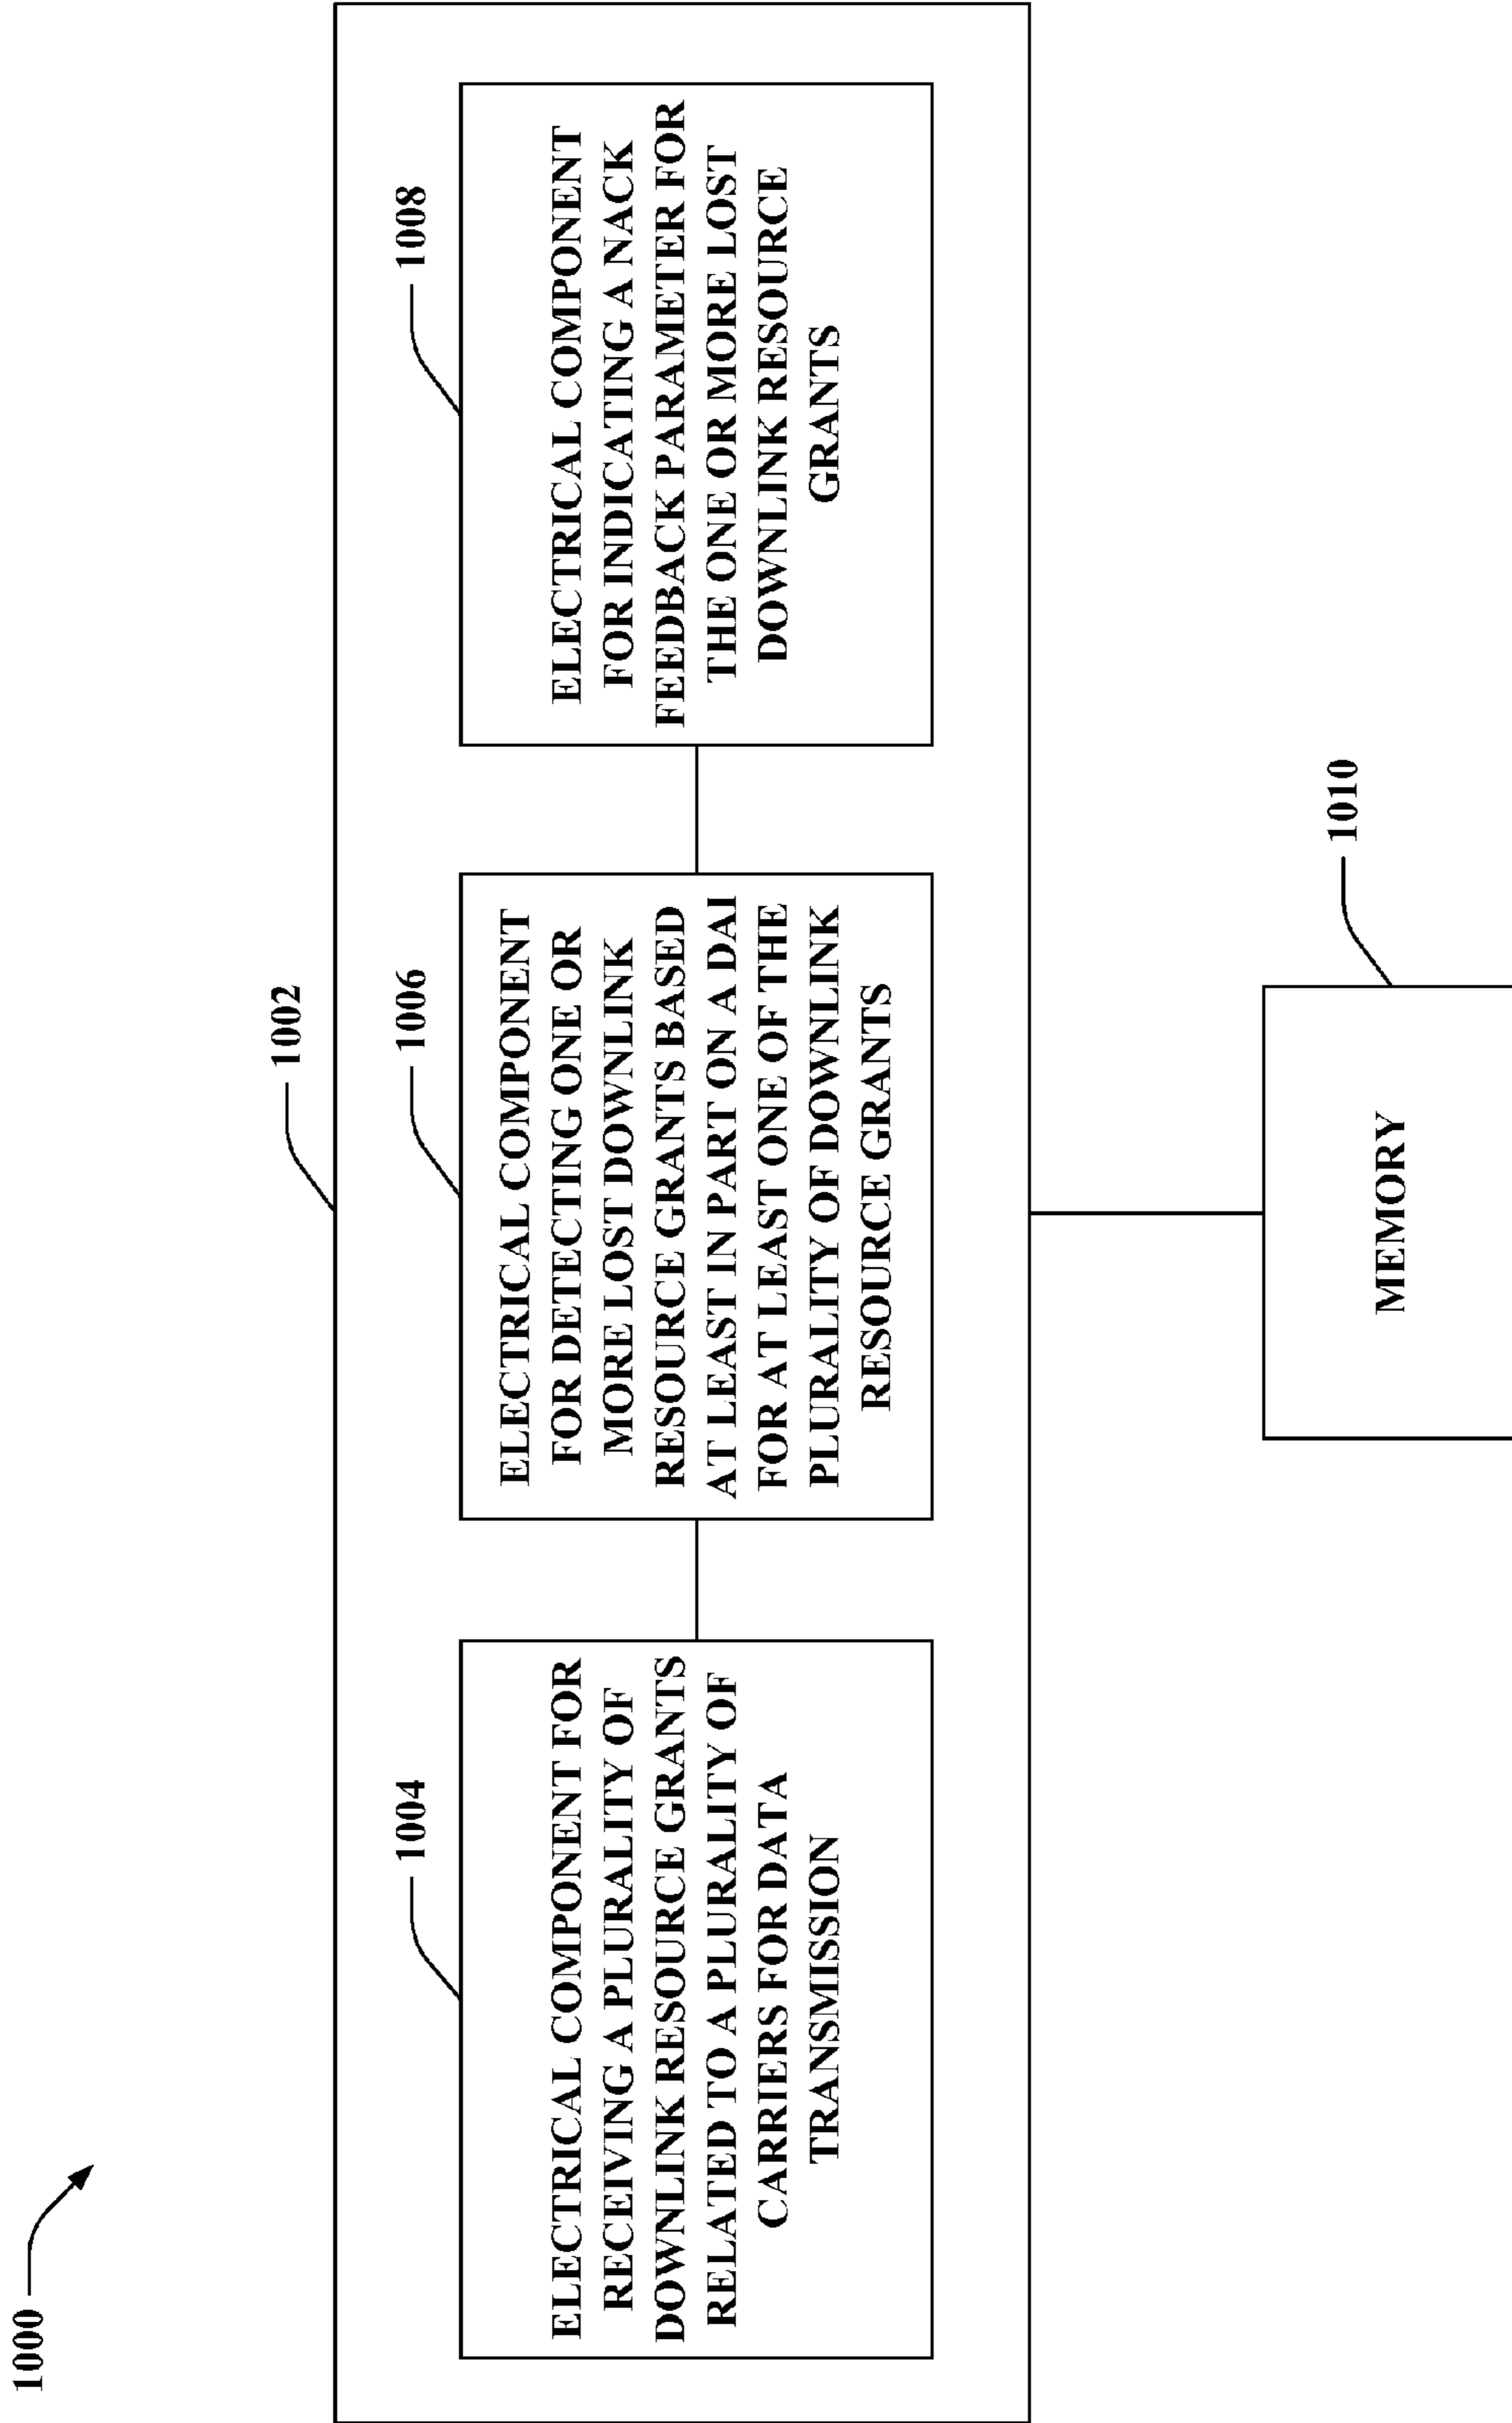 1000
1002
1004
ELECTRICAL COMPONENT FOR
RECEIVING A PLURALITY OF
DOWNLINK RESOURCE GRANTS
RELATED TO A PLURALITY OF
CARRIERS FOR DATA
TRANSMISSION
1006
ELECTRICAL COMPONENT
FOR DETECTING ONE OR
MORE LOST DOWNLINK
RESOURCE GRANTS BASED
AT LEAST IN PART ON A DAI
FOR AT LEAST ONE OF THE
PLURALITY OF DOWNLINK
RESOURCE GRANTS
1008
ELECTRICAL COMPONENT
FOR INDICATING A NACK
FEEDBACK PARAMETER FOR
THE ONE OR MORE LOST
DOWNLINK RESOURCE
GRANTS
1010
MEMORY